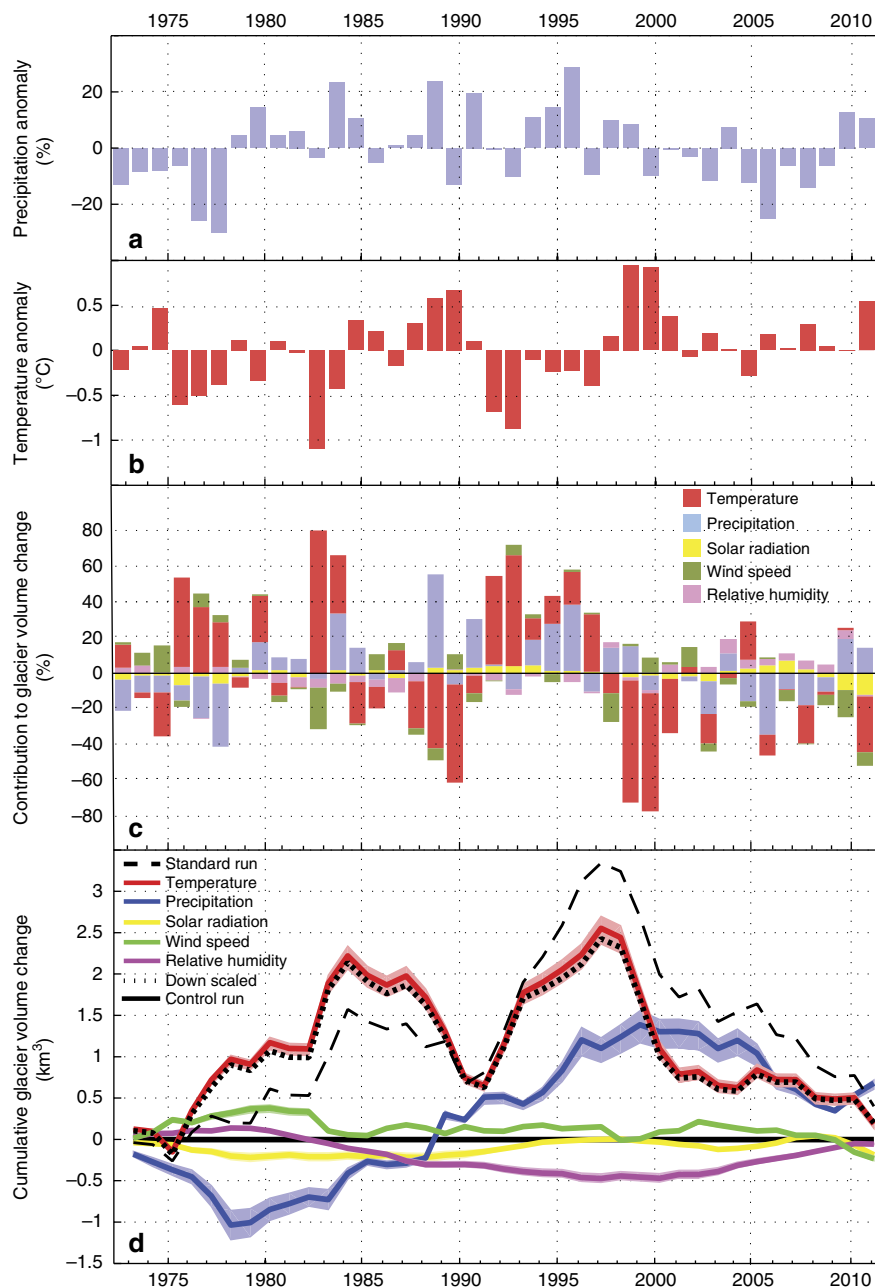 1975 1980 1985 1990 1995 2000 2005 2010
Precipitation anomaly
(%)
20
0
−20
a
Temperature anomaly
(°C)
0.5
0
−0.5
−1
b
Contribution to glacier volume change
(%)
80
60
40
20
0
−20
−40
−60
−80
Temperature
Precipitation
Solar radiation
Wind speed
Relative humidity
c
Cumulative glacier volume change
(km³)
3
2.5
2
1.5
1
0.5
0
−0.5
−1
−1.5
Standard run
Temperature
Precipitation
Solar radiation
Wind speed
Relative humidity
Down scaled
Control run
d
1975 1980 1985 1990 1995 2000 2005 2010